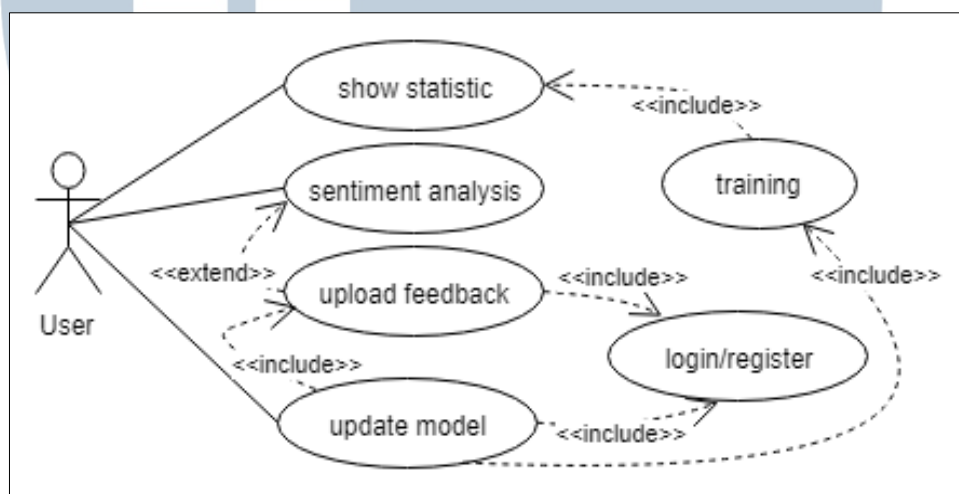 show statistic
<<include>>
sentiment analysis
training
<<extend>>
upload feedback
<<include>>
<<include>>
User
<<include>>
login/register
update model
<<include>>